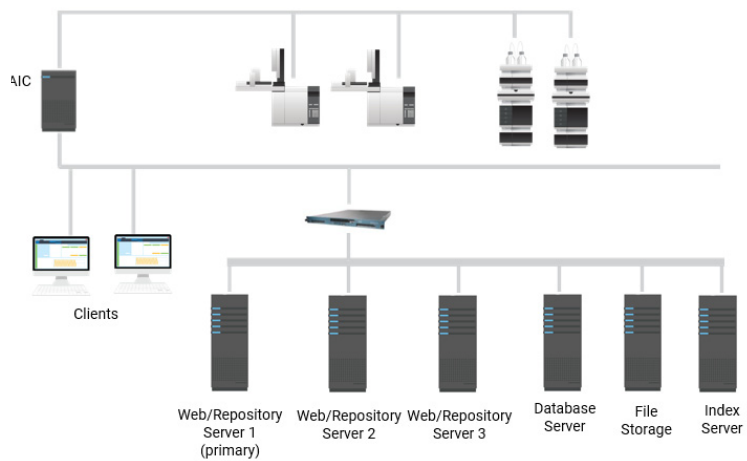 AIC
Clients
Web/Repository
Server 1
(primary)
Web/Repository
Server 2
Web/Repository
Server 3
Database
Server
File
Storage
Index
Server